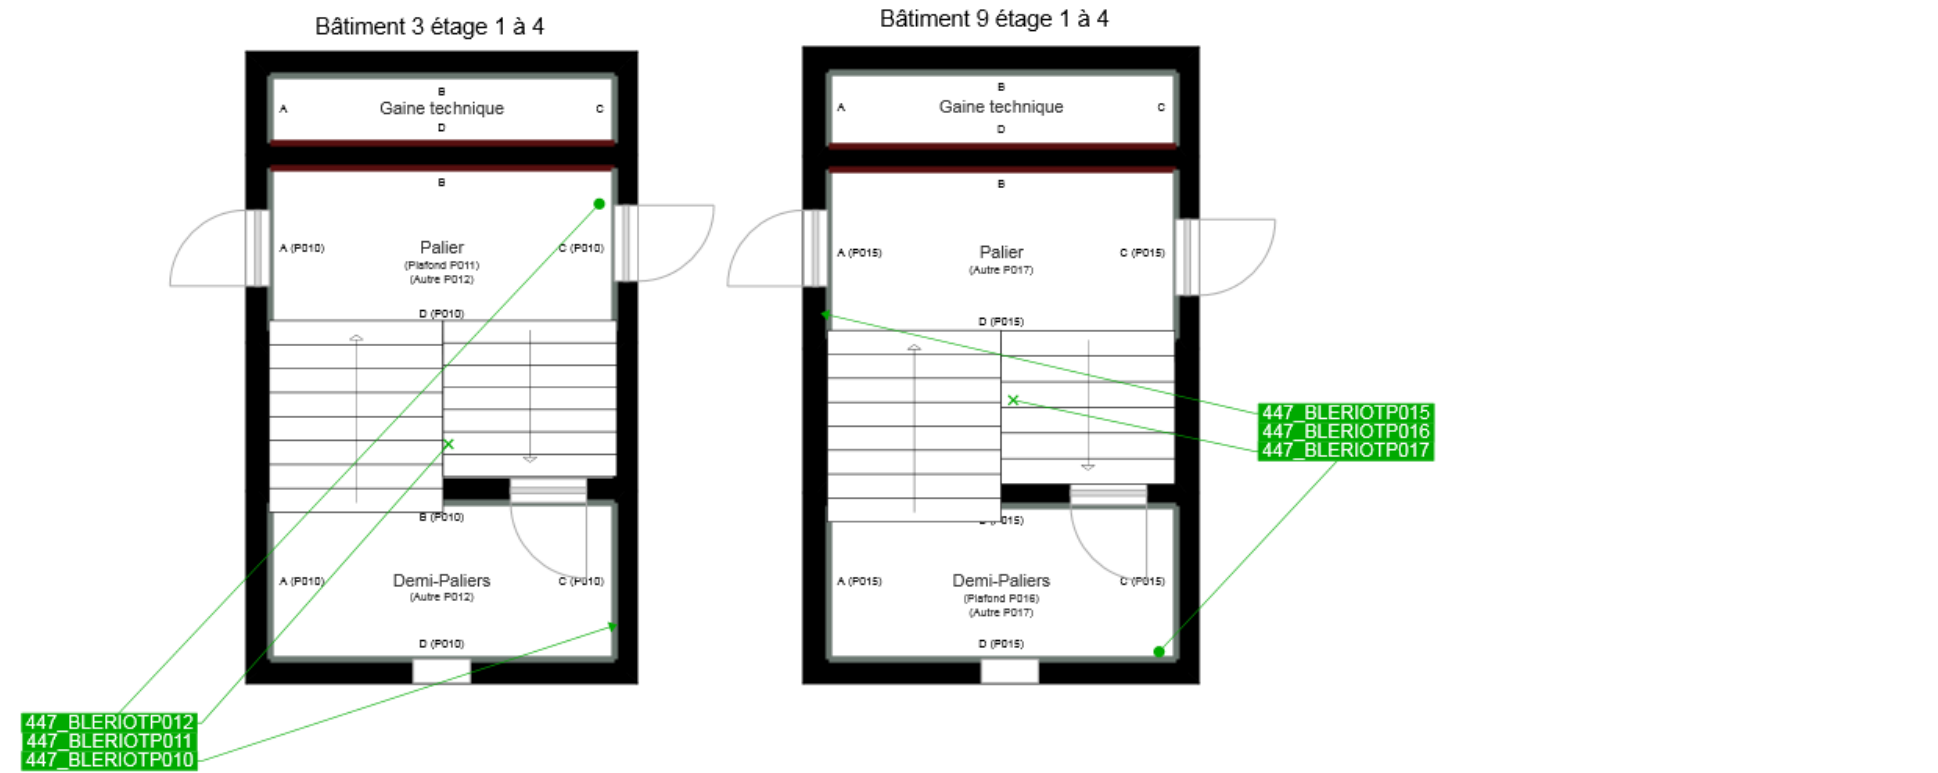 Bâtiment 3 étage 1 à 4
B
A
Gaine technique
C
D
B
A (P010)
Palier
C (P010)
(Plafond P011)
(Autre P012)
D (P010)
B (P010)
A (P010)
Demi-Paliers
C (P010)
(Autre P012)
D (P010)
447_BLERIOTP012
447_BLERIOTP011
447_BLERIOTP010
Bâtiment 9 étage 1 à 4
B
A
Gaine technique
C
D
B
A (P015)
Palier
C (P015)
(Autre P017)
D (P015)
A (P015)
Demi-Paliers
C (P015)
(Plafond P016)
(Autre P017)
D (P015)
447_BLERIOTP015
447_BLERIOTP016
447_BLERIOTP017